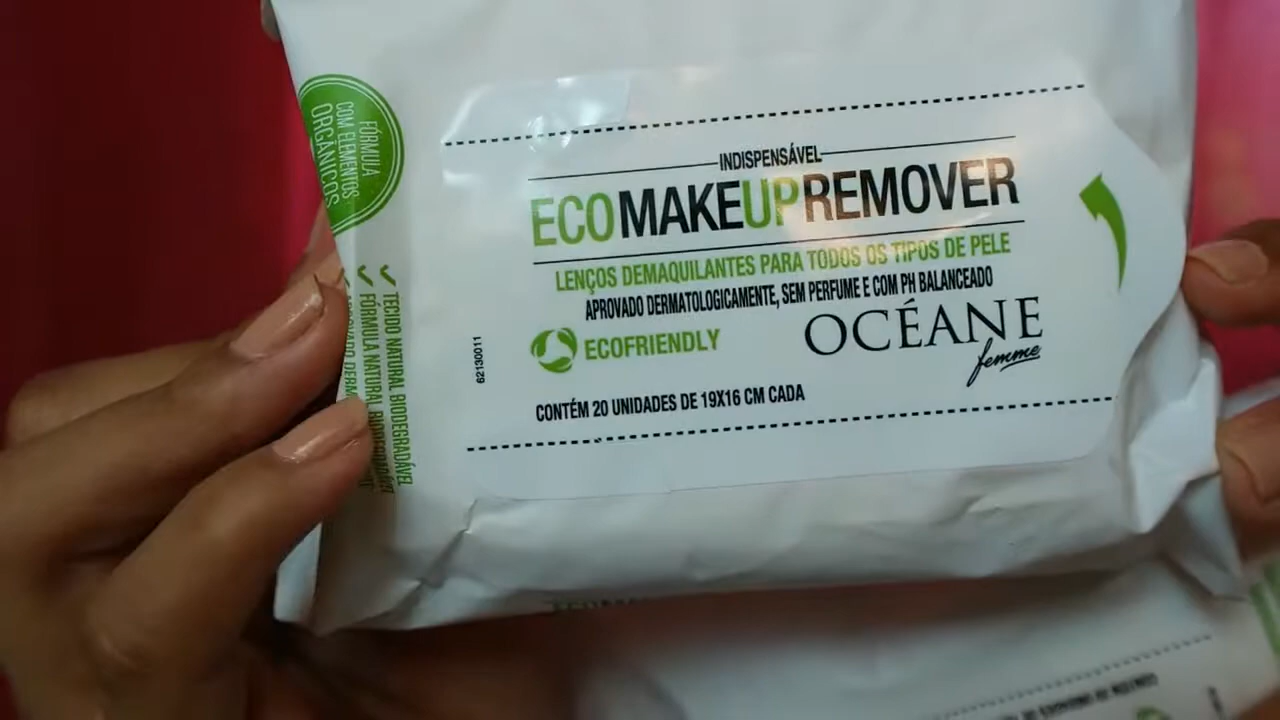 FÓRMULA
COM ELEMENTOS
ORGÂNICOS
TECIDO NATURAL BIODEGRADÁVEL
FÓRMULA NATURAL
INDISPENSÁVEL
ECOMAKEUPREMOVER
LENÇOS DEMAQUILANTES PARA TODOS OS TIPOS DE PELE
APROVADO DERMATOLOGICAMENTE, SEM PERFUME E COM PH BALANCEADO
ECOFRIENDLY
OCÉANE
femme
62130011
CONTÉM 20 UNIDADES DE 19X16 CM CADA